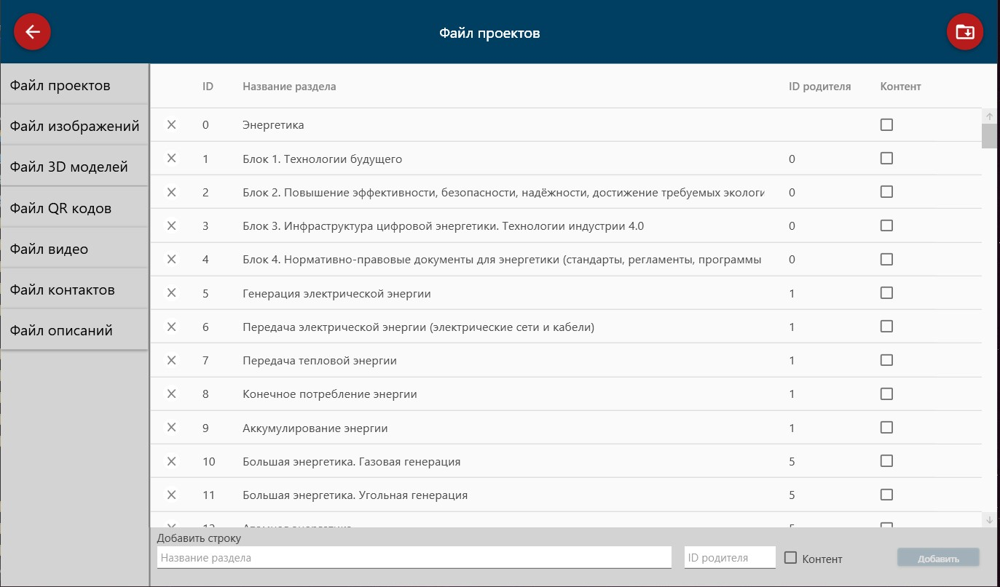 Файл проектов
Файл проектов
Файл изображений
Файл 3D моделей
Файл QR кодов
Файл видео
Файл контактов
Файл описаний
ID Название раздела ID родителя Контент
0 Энергетика
1 Блок 1. Технологии будущего 0
2 Блок 2. Повышение эффективности, безопасности, надёжности, достижение требуемых экологи 0
3 Блок 3. Инфраструктура цифровой энергетики. Технологии индустрии 4.0 0
4 Блок 4. Нормативно-правовые документы для энергетики (стандарты, регламенты, программы 0
5 Генерация электрической энергии 1
6 Передача электрической энергии (электрические сети и кабели) 1
7 Передача тепловой энергии 1
8 Конечное потребление энергии 1
9 Аккумулирование энергии 1
10 Большая энергетика. Газовая генерация 5
11 Большая энергетика. Угольная генерация 5
12 Атомная энергетика 5
Добавить строку
Название раздела ID родителя Контент Добавить